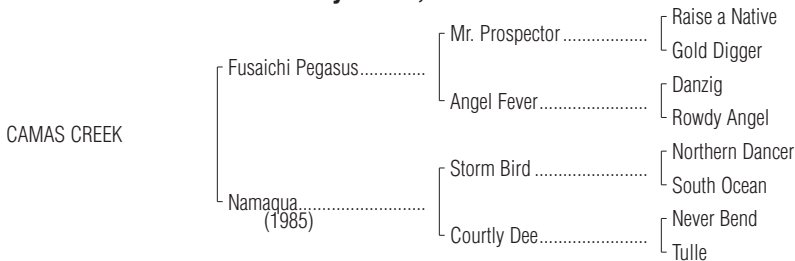 Raise a Native
Mr. Prospector....................
Gold Digger
Fusaichi Pegasus..............
Danzig
Angel Fever.........................
Rowdy Angel
CAMAS CREEK
Northern Dancer
Storm Bird ..........................
South Ocean
Namaqua...........................
(1985)
Never Bend
Courtly Dee.........................
Tulle